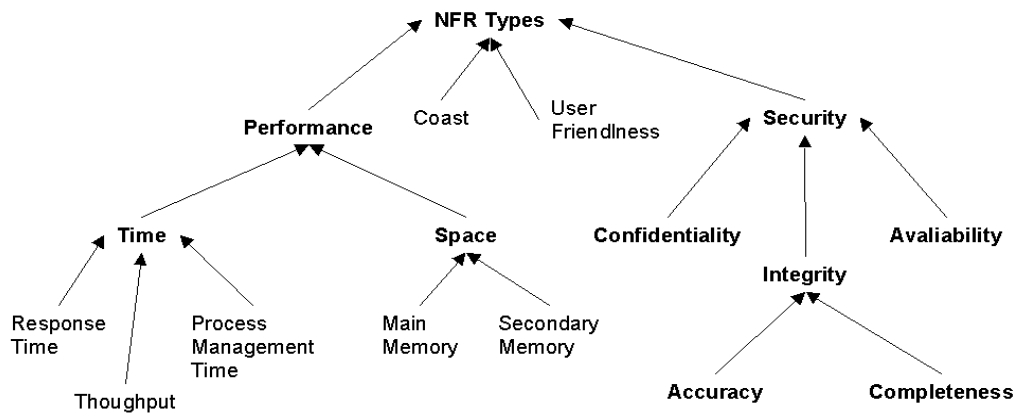 NFR Types
Coast
User
Friendlness
Performance
Security
Time
Space
Confidentiality
Avaliability
Integrity
Response
Time
Process
Management
Time
Main
Memory
Secondary
Memory
Thoughput
Accuracy
Completeness